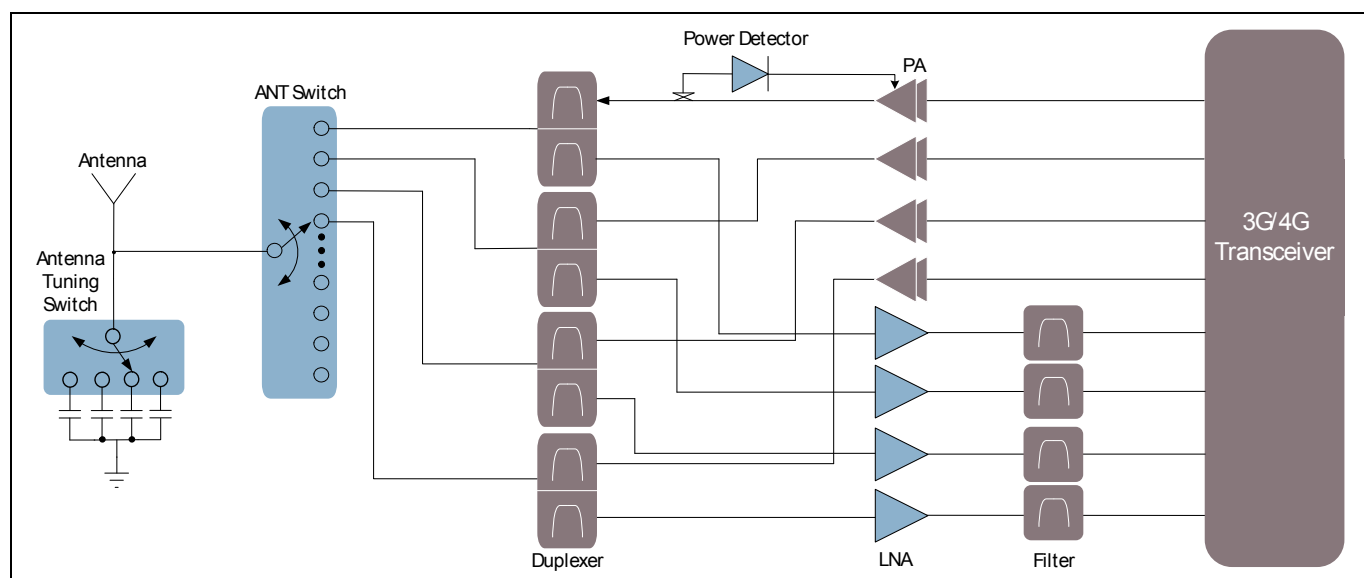 Power Detector
PA
ANT Switch
Antenna
3G/4G
Transceiver
Antenna
Tuning
Switch
Duplexer
LNA
Filter